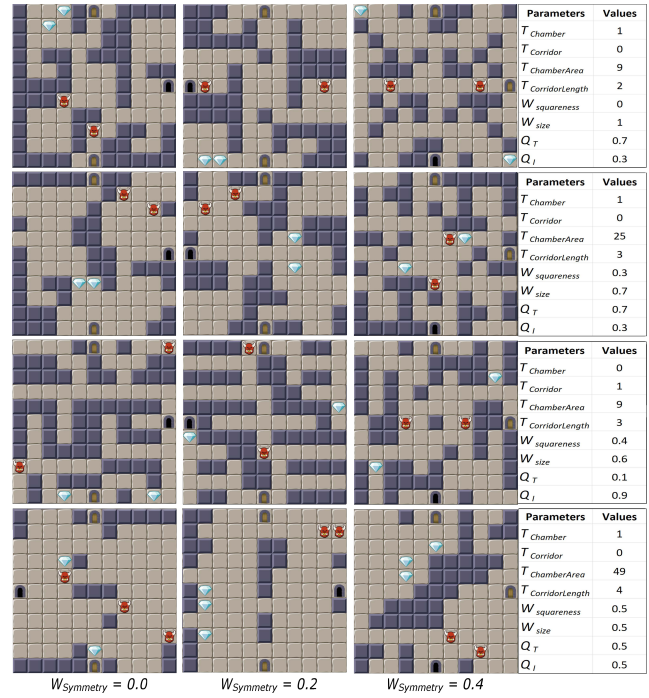 Parameters Values
T Chamber 1
T Corridor 0
T ChamberArea 9
T CorridorLength 2
W squareness 0
W size 1
Q T 0.7
Q I 0.3
Parameters Values
T Chamber 1
T Corridor 0
T ChamberArea 25
T CorridorLength 3
W squareness 0.3
W size 0.7
Q T 0.7
Q I 0.3
Parameters Values
T Chamber 0
T Corridor 1
T ChamberArea 9
T CorridorLength 3
W squareness 0.4
W size 0.6
Q T 0.1
Q I 0.9
Parameters Values
T Chamber 1
T Corridor 0
T ChamberArea 49
T CorridorLength 4
W squareness 0.5
W size 0.5
Q T 0.5
Q I 0.5
W Symmetry = 0.0 W Symmetry = 0.2 W Symmetry = 0.4